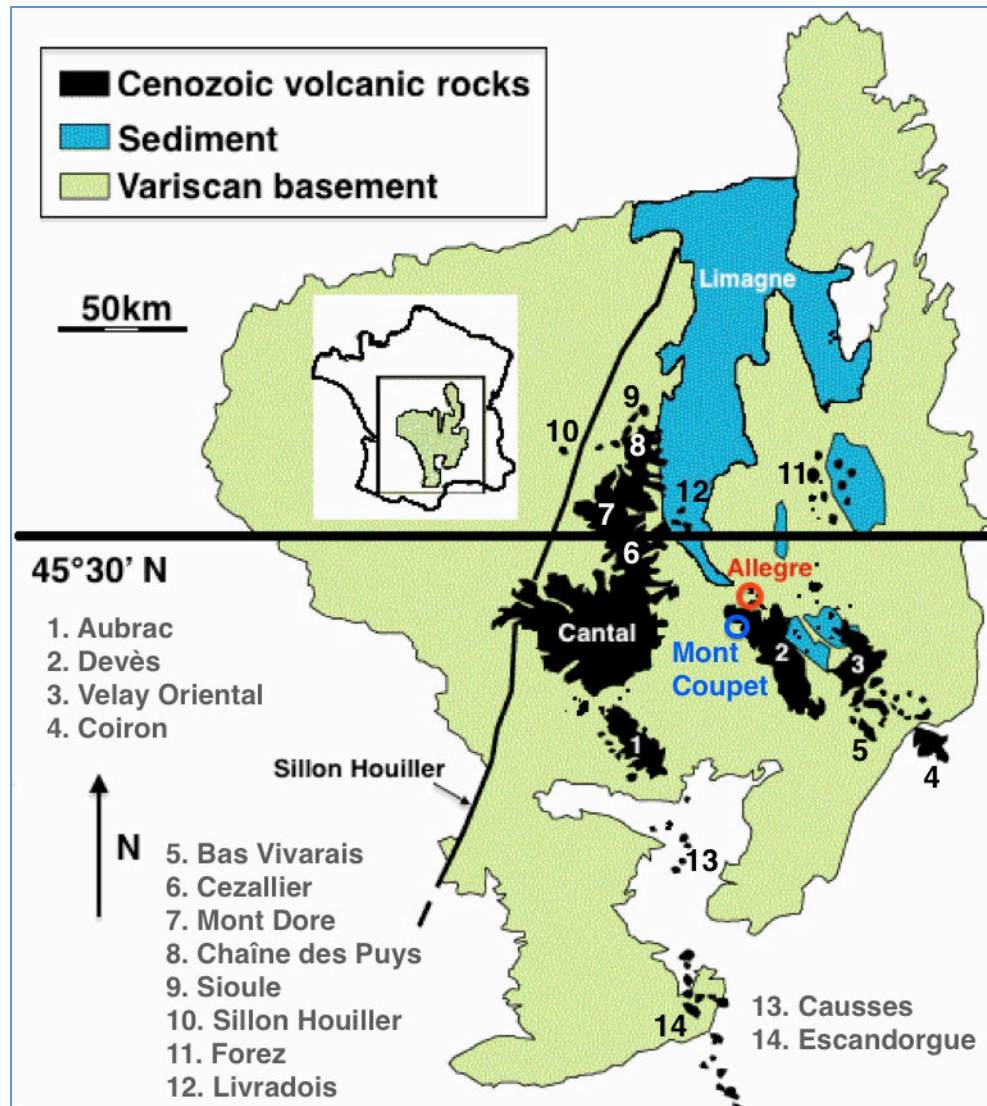 Cenozoic volcanic rocks
Sediment
Variscan basement
50km
Limagne
9
10
8
11
12
7
6
45°30' N
Allegre
Cantal
Mont
Coupet
2
3
1. Aubrac
2. Devès
3. Velay Oriental
4. Coiron
1
5
4
Sillon Houiller
N
13
5. Bas Vivarais
6. Cezallier
7. Mont Dore
8. Chaîne des Puys
9. Sioule
10. Sillon Houiller
11. Forez
12. Livradois
14
13. Causses
14. Escandorgue